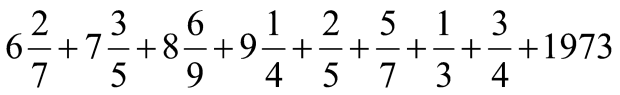 6 2/7 + 7 3/5 + 8 6/9 + 9 1/4 + 2/5 + 5/7 + 1/3 + 3/4 + 1973